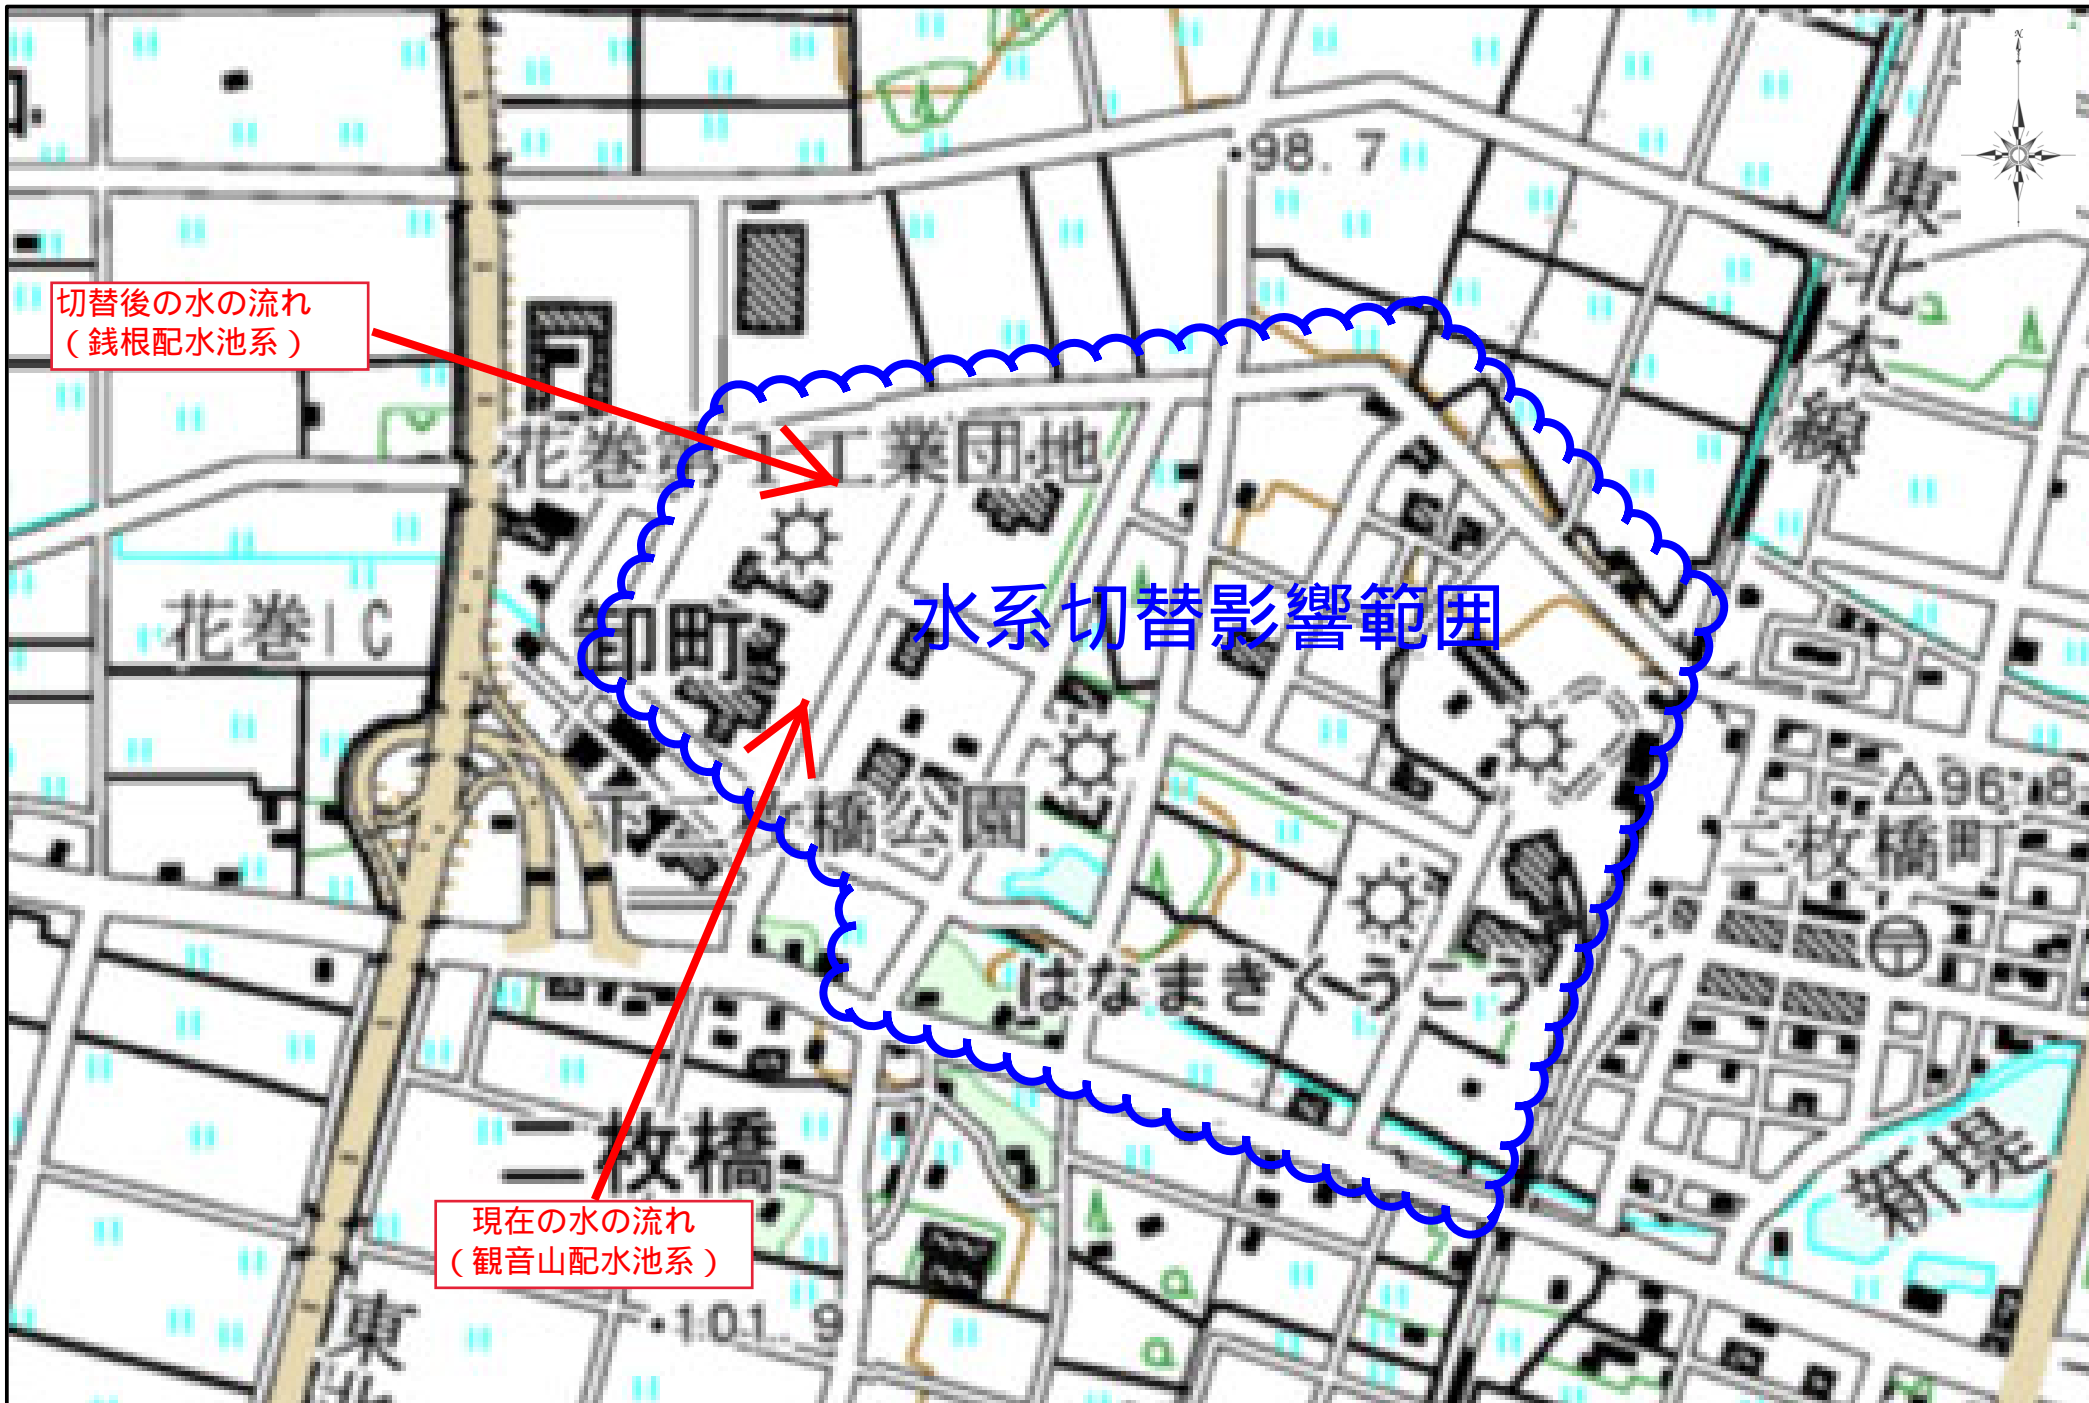 N
98.7
東北本線
切替後の水の流れ
(銭根配水池系)
花巻第1工業団地
水系切替影響範囲
花巻IC
卸町
96.8
二枚橋町
橋公園
はなまきくうこう
二枚橋
新堤
現在の水の流れ
(観音山配水池系)
101.9
東北